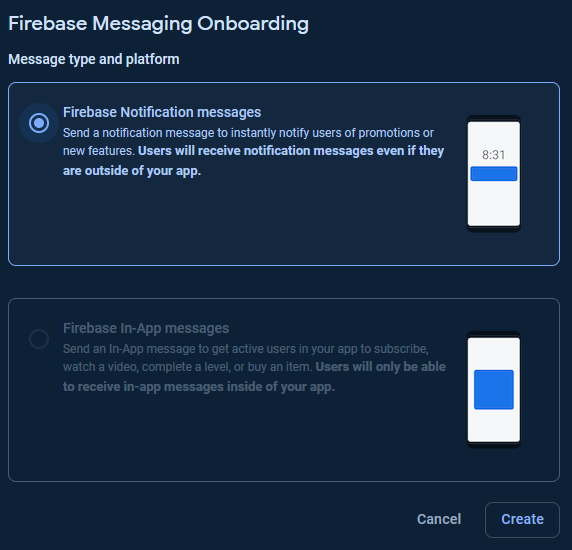 Firebase Messaging Onboarding
Message type and platform
Firebase Notification messages
Send a notification message to instantly notify users of promotions or
new features. Users will receive notification messages even if they
are outside of your app.
8:31
Firebase In-App messages
Send an In-App message to get active users in your app to subscribe,
watch a video, complete a level, or buy an item. Users will only be able
to receive in-app messages inside of your app.
Cancel
Create